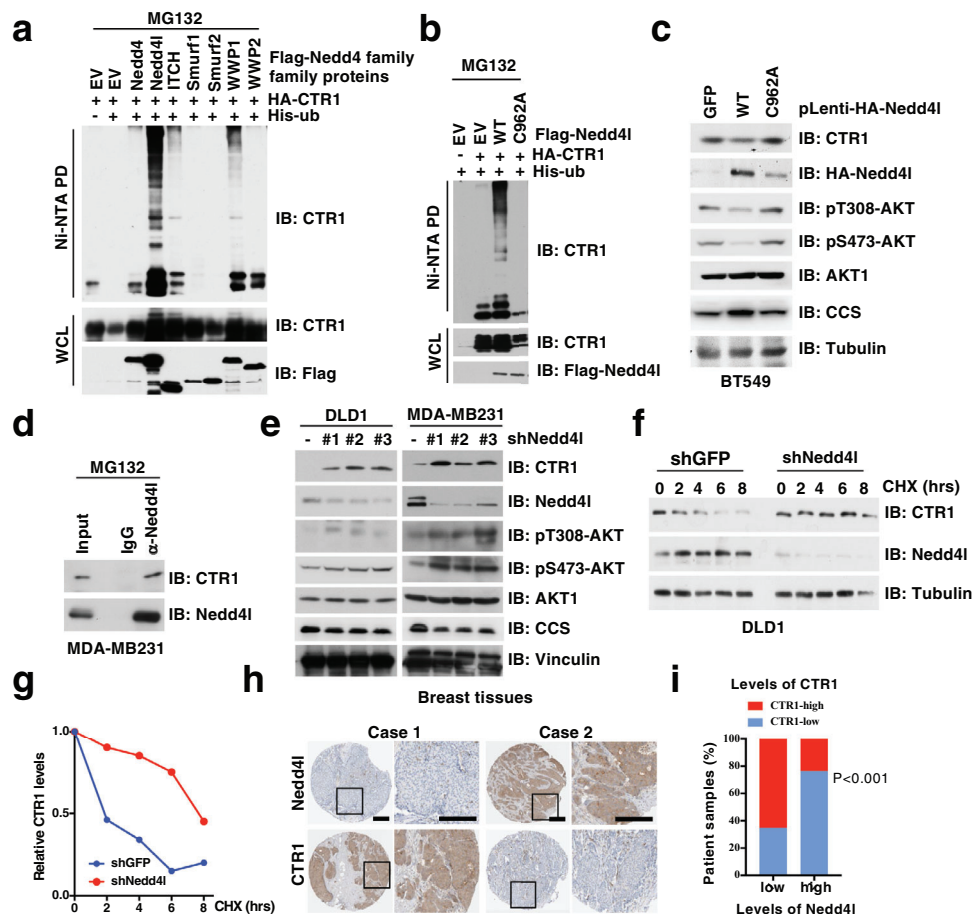 a
MG132
EV EV Nedd4 Nedd4l ITCH Smurf1 Smurf2 WWP1 WWP2
Flag-Nedd4 family
family proteins
+ + + + + + + + + HA-CTR1
- + + + + + + + + His-ub
Ni-NTA PD
IB: CTR1
WCL
IB: CTR1
IB: Flag
b
MG132
EV EV WT C962A Flag-Nedd4l
- + + + HA-CTR1
+ + + + His-ub
Ni-NTA PD
IB: CTR1
WCL
IB: CTR1
IB: Flag-Nedd4l
c
GFP WT C962A pLenti-HA-Nedd4l
IB: CTR1
IB: HA-Nedd4l
IB: pT308-AKT
IB: pS473-AKT
IB: AKT1
IB: CCS
IB: Tubulin
BT549
d
MG132
Input IgG α-Nedd4l
IB: CTR1
IB: Nedd4l
MDA-MB231
e
DLD1 MDA-MB231
- #1 #2 #3 - #1 #2 #3 shNedd4l
IB: CTR1
IB: Nedd4l
IB: pT308-AKT
IB: pS473-AKT
IB: AKT1
IB: CCS
IB: Vinculin
f
shGFP shNedd4l
0 2 4 6 8 0 2 4 6 8 CHX (hrs)
IB: CTR1
IB: Nedd4l
IB: Tubulin
DLD1
g
Relative CTR1 levels
1.0
0.5
0.0
shGFP
shNedd4l
0 2 4 6 8 CHX (hrs)
h
Breast tissues
Case 1 Case 2
Nedd4l
CTR1
i
Levels of CTR1
CTR1-high
CTR1-low
Patient samples (%)
100
80
60
40
20
0
P<0.001
low high
Levels of Nedd4l